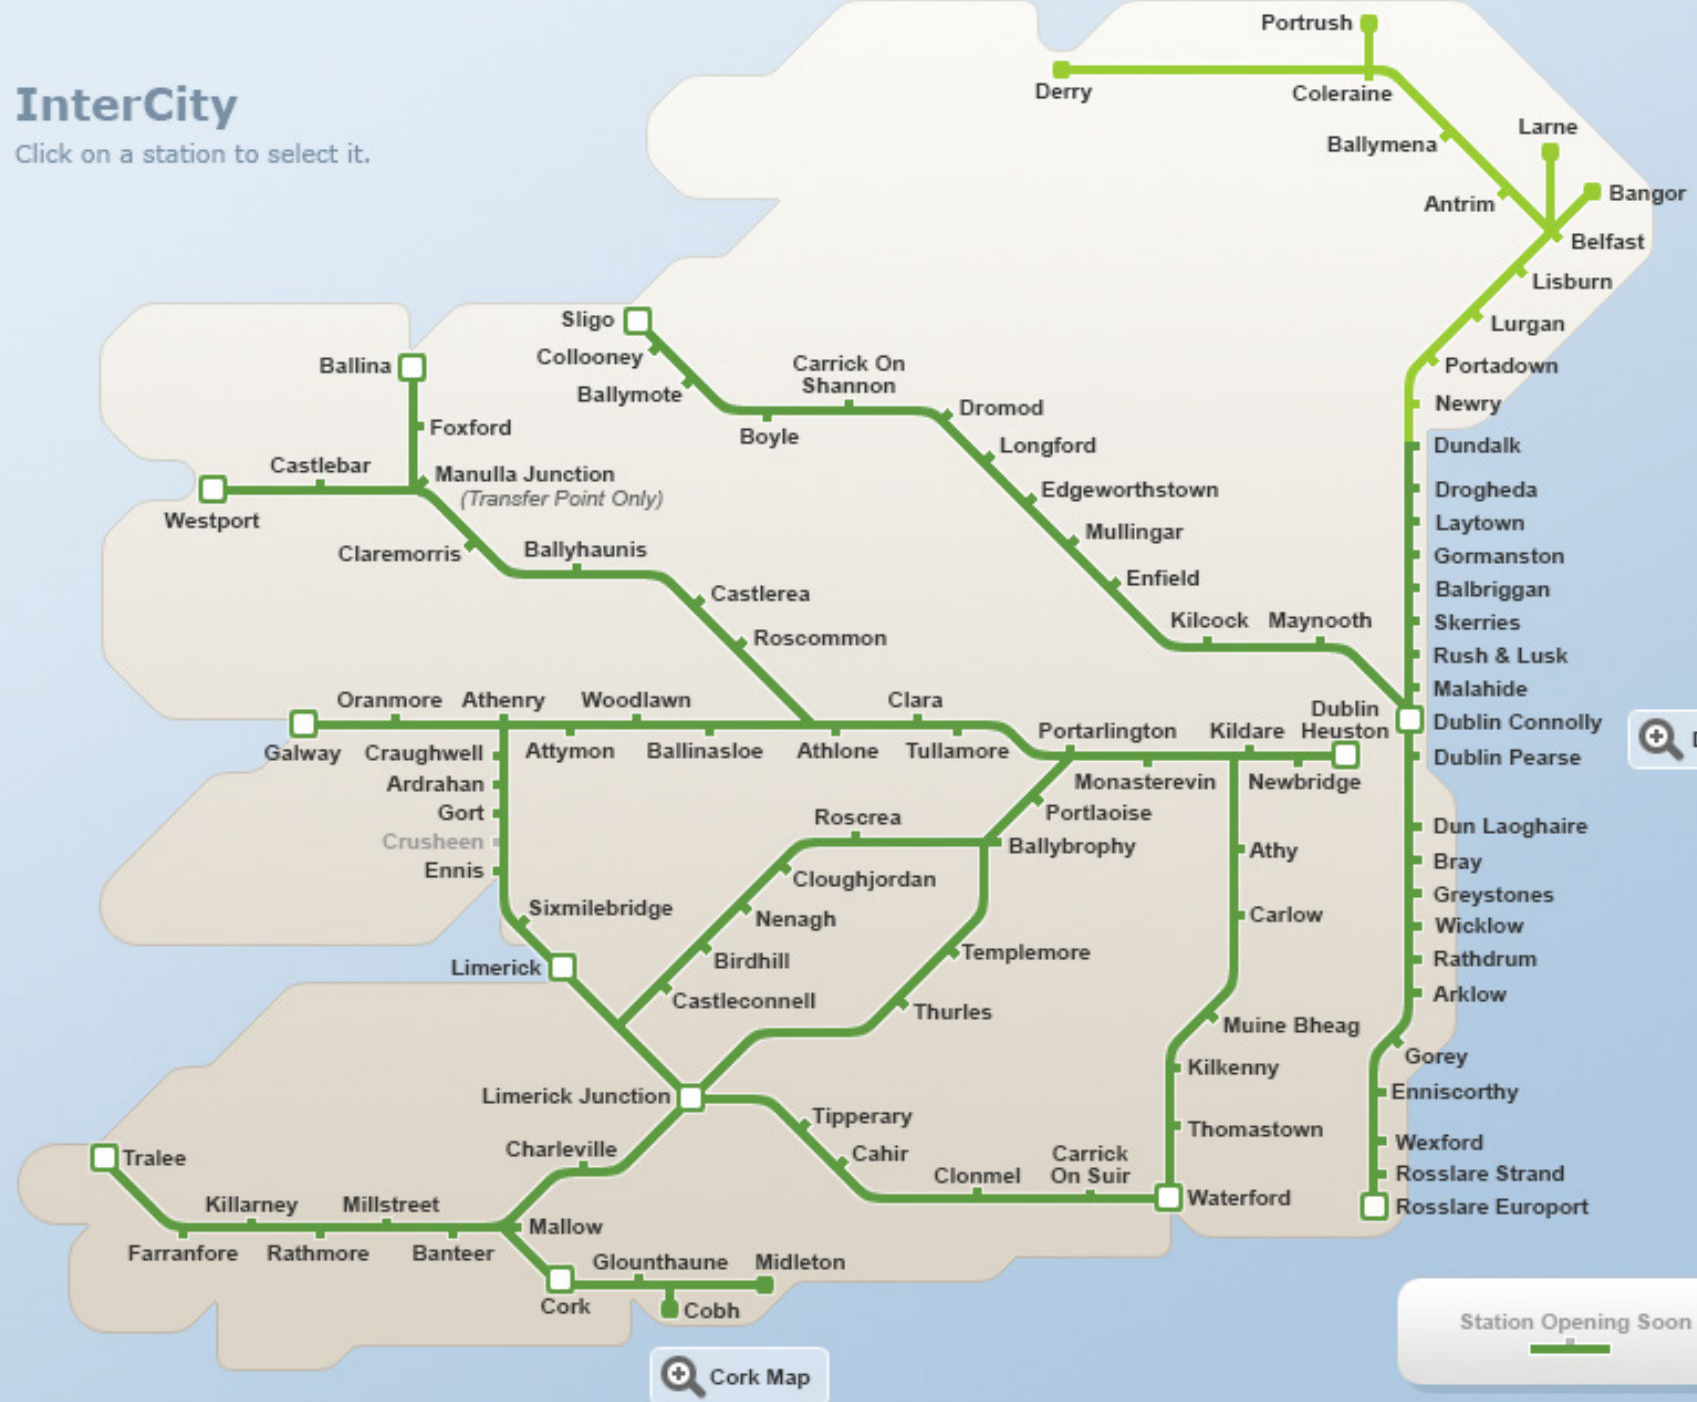 InterCity
Click on a station to select it.
Portrush
Derry
Coleraine
Larne
Ballymena
Bangor
Antrim
Belfast
Lisburn
Sligo
Lurgan
Collooney
Ballina
Carrick On
Shannon
Portadown
Ballymote
Newry
Dromod
Foxford
Boyle
Longford
Dundalk
Castlebar
Manulla Junction
(Transfer Point Only)
Edgeworthstown
Drogheda
Westport
Laytown
Mullingar
Claremorris
Ballyhaunis
Gormanston
Enfield
Balbriggan
Castlerea
Kilcock
Maynooth
Skerries
Roscommon
Rush & Lusk
Malahide
Oranmore
Athenry
Woodlawn
Clara
Dublin
Heuston
Dublin Connolly
Portarlington
Kildare
Galway
Craughwell
Attymon
Ballinasloe
Athlone
Tullamore
Dublin Pearse
Ardrahan
Monasterevin
Newbridge
Gort
Roscrea
Portlaoise
Dun Laoghaire
Crusheen
Ballybrophy
Athy
Bray
Ennis
Cloughjordan
Greystones
Sixmilebridge
Nenagh
Carlow
Wicklow
Limerick
Birdhill
Templemore
Rathdrum
Castleconnell
Thurles
Arklow
Muine Bheag
Gorey
Kilkenny
Limerick Junction
Enniscorthy
Tipperary
Thomastown
Charleville
Cahir
Carrick
On Suir
Wexford
Tralee
Clonmel
Rosslare Strand
Killarney
Millstreet
Waterford
Rosslare Europort
Mallow
Farranfore
Rathmore
Banteer
Glounthaune
Midleton
Cork
Cobh
Station Opening Soon
Cork Map